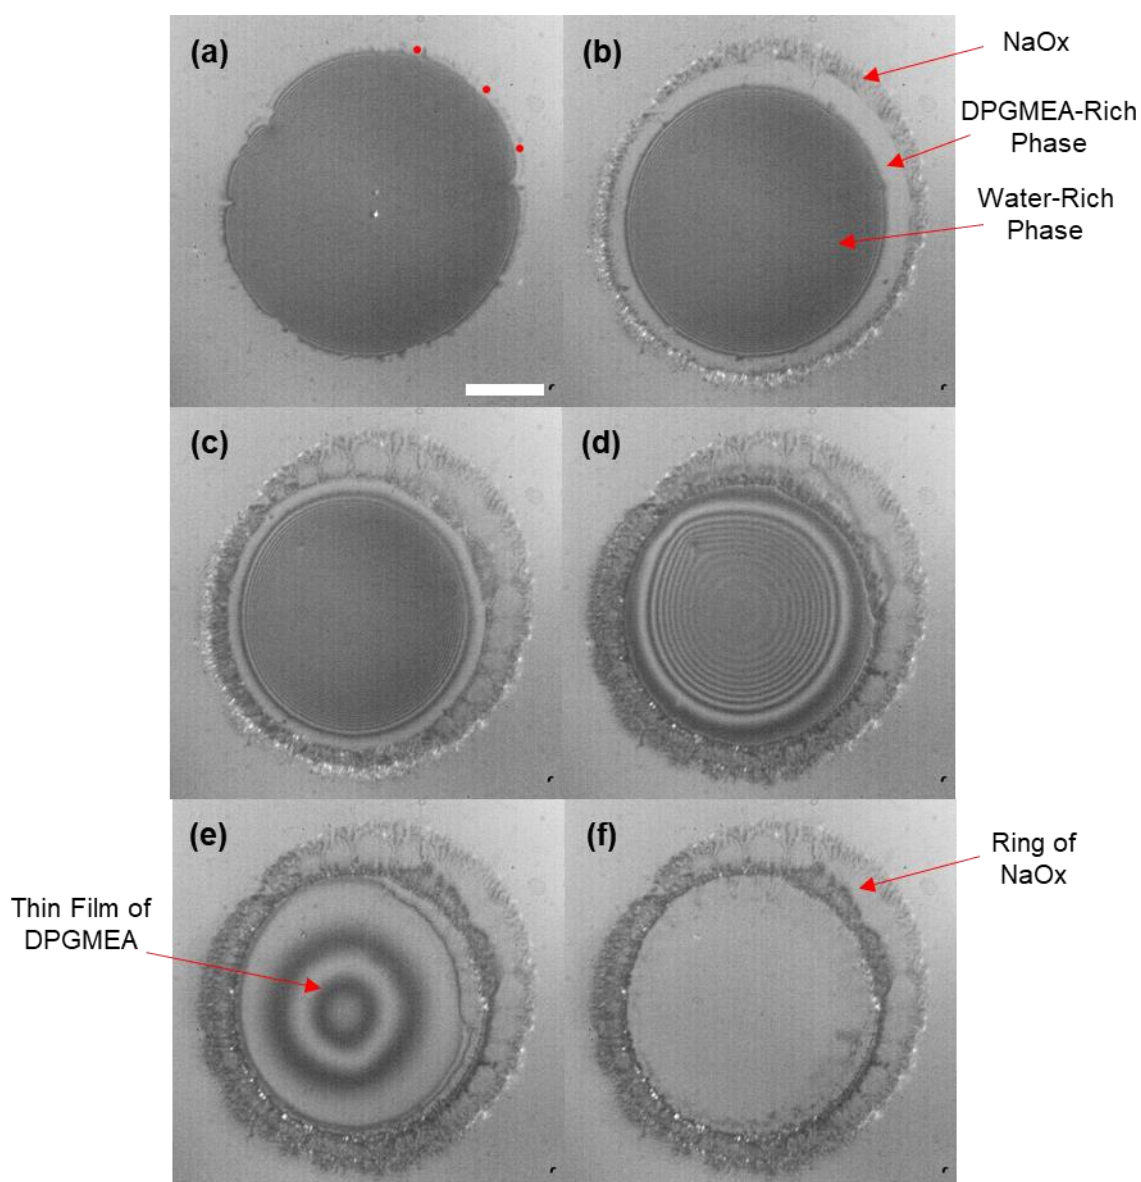 (a)
(b)
NaOx
DPGMEA-Rich
Phase
Water-Rich
Phase
(c)
(d)
(e)
(f)
Ring of
NaOx
Thin Film of
DPGMEA